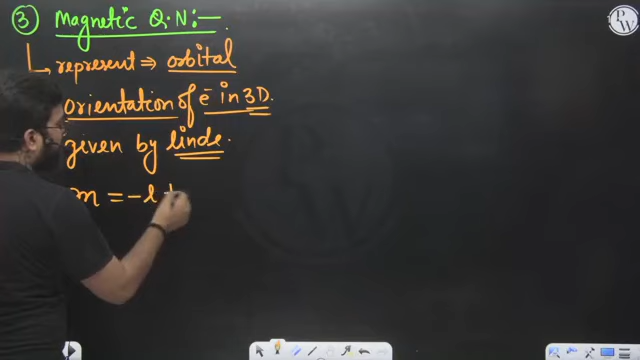 ③ Magnetic Q.N:—
represent ⇒ orbital
orientation of e⁻ in 3D.
given by linde.
m = -l t